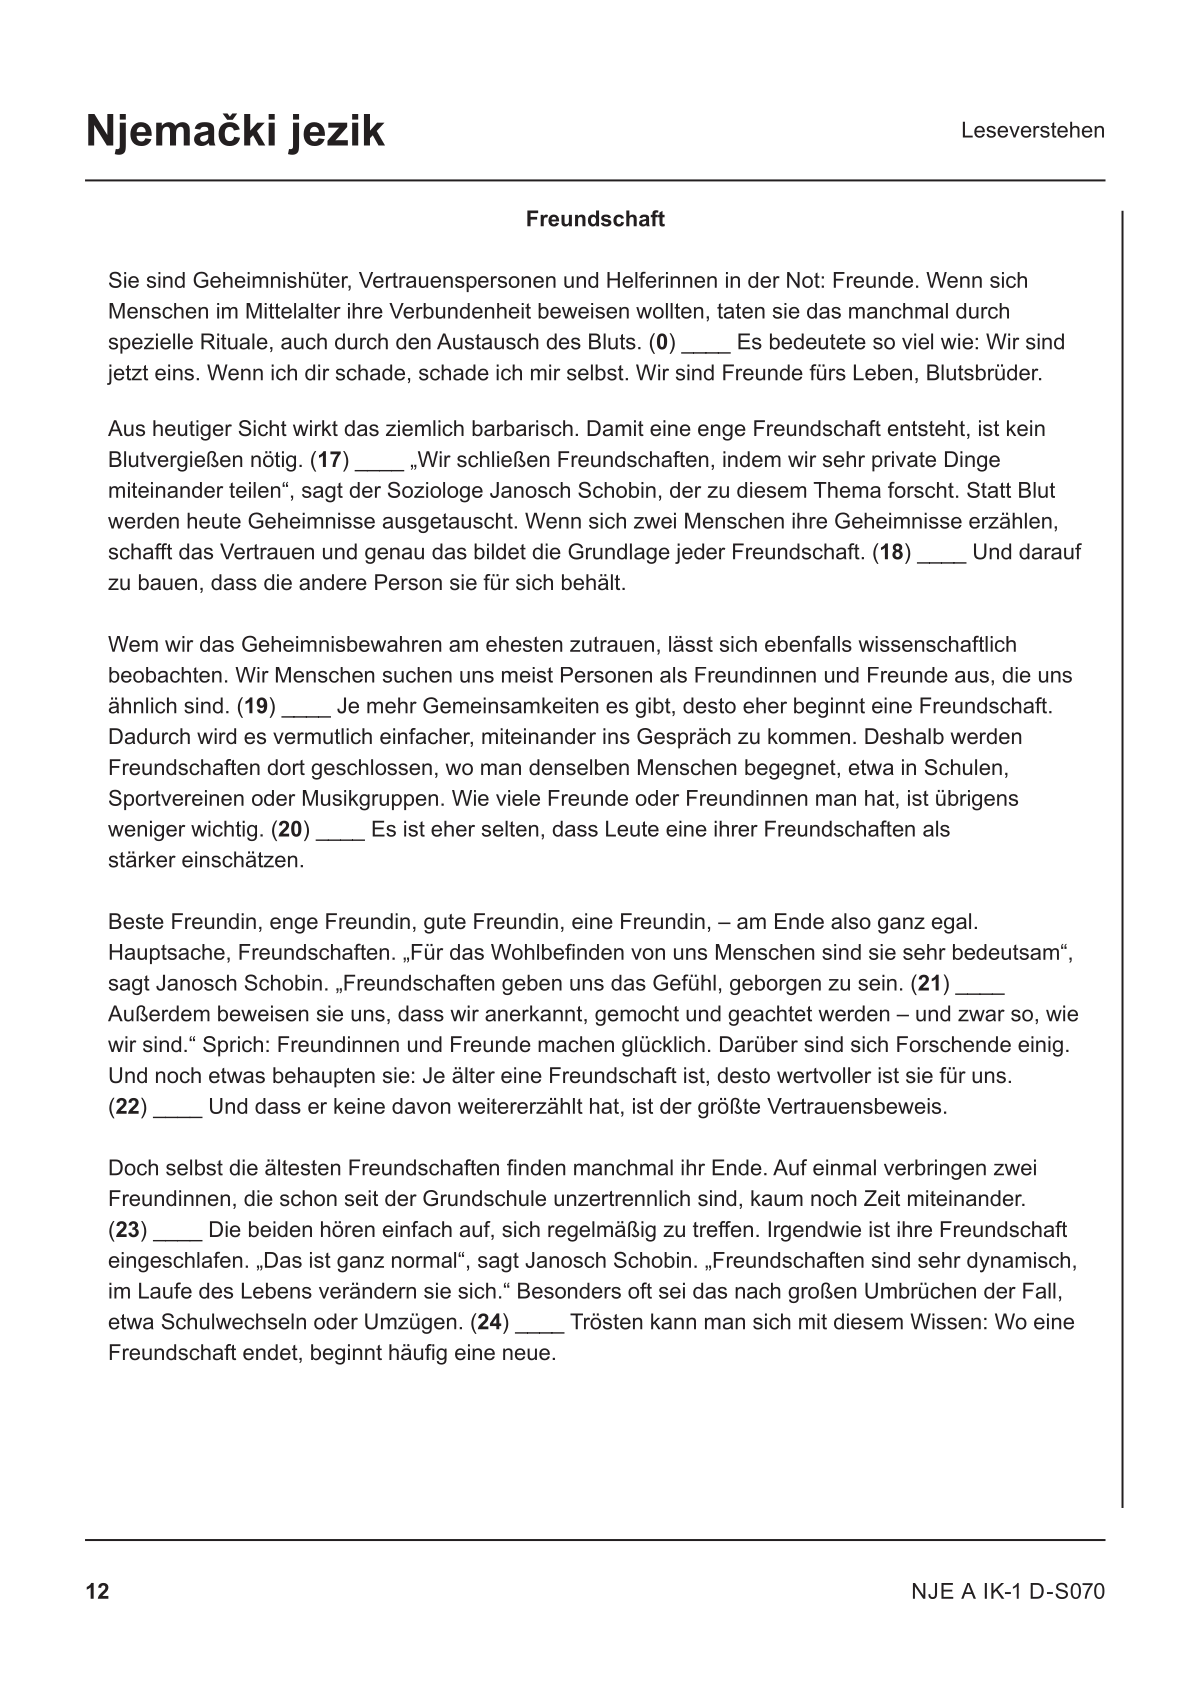 Njemački jezik
Leseverstehen
Freundschaft
Sie sind Geheimnishüter, Vertrauenspersonen und Helferinnen in der Not: Freunde. Wenn sich
Menschen im Mittelalter ihre Verbundenheit beweisen wollten, taten sie das manchmal durch
spezielle Rituale, auch durch den Austausch des Bluts. (0) ____ Es bedeutete so viel wie: Wir sind
jetzt eins. Wenn ich dir schade, schade ich mir selbst. Wir sind Freunde fürs Leben, Blutsbrüder.
Aus heutiger Sicht wirkt das ziemlich barbarisch. Damit eine enge Freundschaft entsteht, ist kein
Blutvergießen nötig. (17) ____ „Wir schließen Freundschaften, indem wir sehr private Dinge
miteinander teilen“, sagt der Soziologe Janosch Schobin, der zu diesem Thema forscht. Statt Blut
werden heute Geheimnisse ausgetauscht. Wenn sich zwei Menschen ihre Geheimnisse erzählen,
schafft das Vertrauen und genau das bildet die Grundlage jeder Freundschaft. (18) ____ Und darauf
zu bauen, dass die andere Person sie für sich behält.
Wem wir das Geheimnisbewahren am ehesten zutrauen, lässt sich ebenfalls wissenschaftlich
beobachten. Wir Menschen suchen uns meist Personen als Freundinnen und Freunde aus, die uns
ähnlich sind. (19) ____ Je mehr Gemeinsamkeiten es gibt, desto eher beginnt eine Freundschaft.
Dadurch wird es vermutlich einfacher, miteinander ins Gespräch zu kommen. Deshalb werden
Freundschaften dort geschlossen, wo man denselben Menschen begegnet, etwa in Schulen,
Sportvereinen oder Musikgruppen. Wie viele Freunde oder Freundinnen man hat, ist übrigens
weniger wichtig. (20) ____ Es ist eher selten, dass Leute eine ihrer Freundschaften als
stärker einschätzen.
Beste Freundin, enge Freundin, gute Freundin, eine Freundin, – am Ende also ganz egal.
Hauptsache, Freundschaften. „Für das Wohlbefinden von uns Menschen sind sie sehr bedeutsam“,
sagt Janosch Schobin. „Freundschaften geben uns das Gefühl, geborgen zu sein. (21) ____
Außerdem beweisen sie uns, dass wir anerkannt, gemocht und geachtet werden – und zwar so, wie
wir sind.“ Sprich: Freundinnen und Freunde machen glücklich. Darüber sind sich Forschende einig.
Und noch etwas behaupten sie: Je älter eine Freundschaft ist, desto wertvoller ist sie für uns.
(22) ____ Und dass er keine davon weitererzählt hat, ist der größte Vertrauensbeweis.
Doch selbst die ältesten Freundschaften finden manchmal ihr Ende. Auf einmal verbringen zwei
Freundinnen, die schon seit der Grundschule unzertrennlich sind, kaum noch Zeit miteinander.
(23) ____ Die beiden hören einfach auf, sich regelmäßig zu treffen. Irgendwie ist ihre Freundschaft
eingeschlafen. „Das ist ganz normal“, sagt Janosch Schobin. „Freundschaften sind sehr dynamisch,
im Laufe des Lebens verändern sie sich.“ Besonders oft sei das nach großen Umbrüchen der Fall,
etwa Schulwechseln oder Umzügen. (24) ____ Trösten kann man sich mit diesem Wissen: Wo eine
Freundschaft endet, beginnt häufig eine neue.
12
NJE A IK-1 D-S070